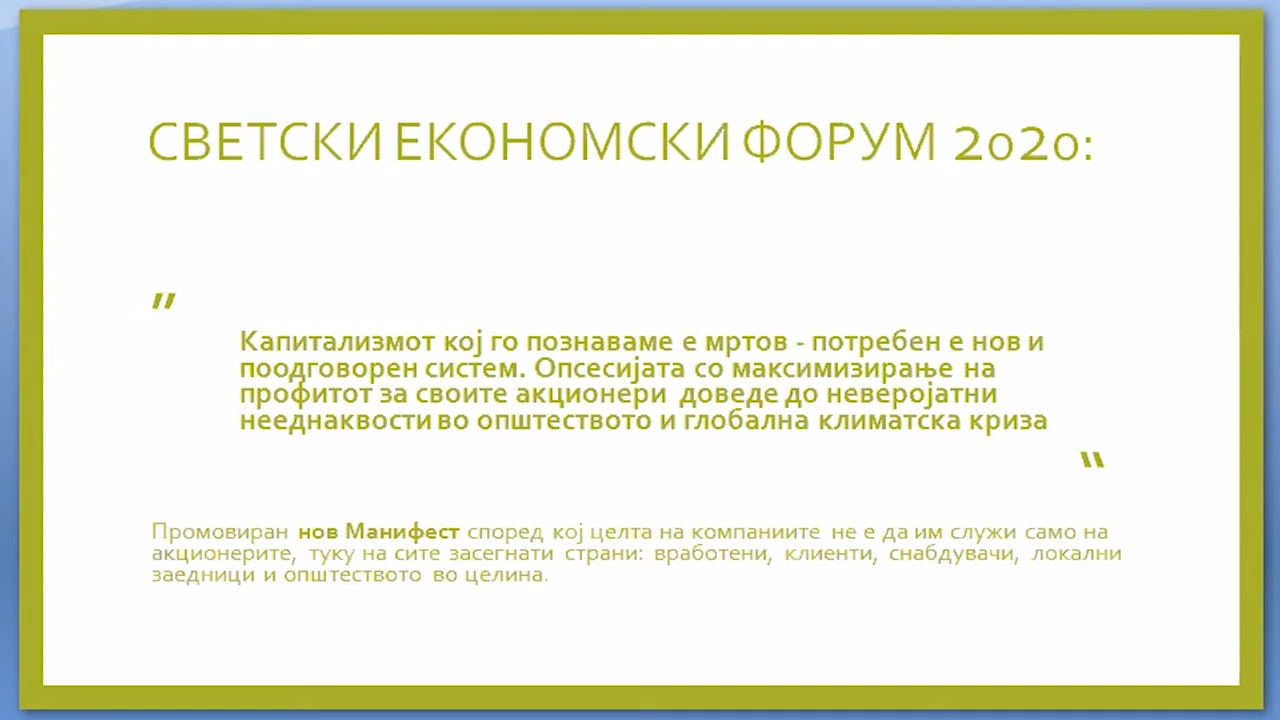 СВЕТСКИ ЕКОНОМСКИ ФОРУМ 2020:
"
Капитализмот кој го познаваме е мртов - потребен е нов и
поодговорен систем. Опсесијата со максимизирање на
профитот за своите акционери доведе до неверојатни
нееднаквости во општеството и глобална климатска криза
"
Промовиран нов Манифест според кој целта на компаниите не е да им служи само на
акционерите, туку на сите засегнати страни: вработени, клиенти, снабдувачи, локални
заедници и општеството во целина.